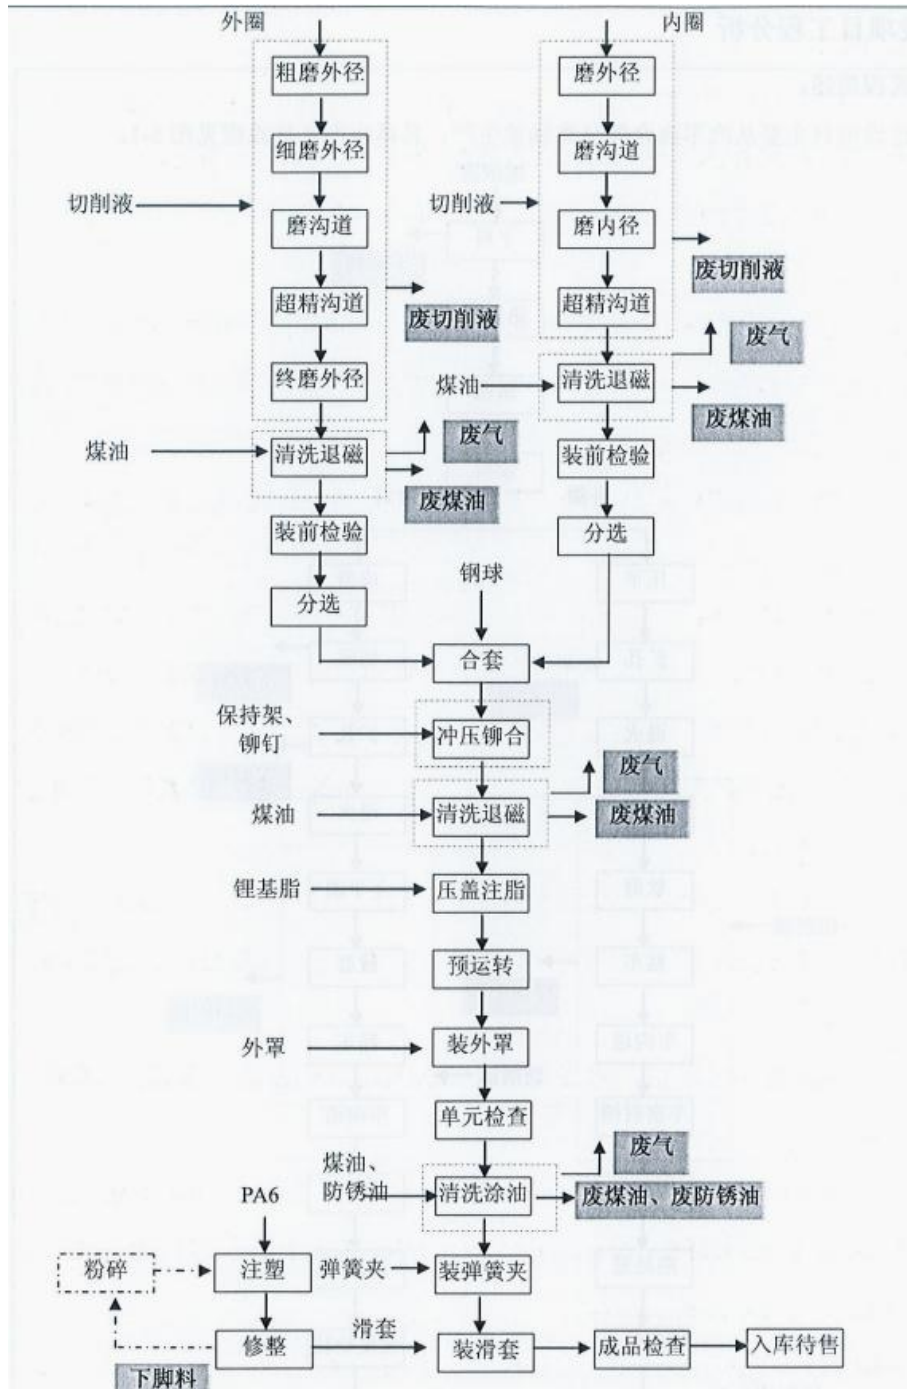 外圈
内圈
粗磨外径
磨外径
细磨外径
磨沟道
切削液
切削液
磨沟道
磨内径
废切削液
超精沟道
超精沟道
废切削液
废气
终磨外径
煤油
清洗退磁
废煤油
废气
煤油
清洗退磁
装前检验
废煤油
装前检验
分选
钢球
分选
合套
保持架、
铆钉
冲压铆合
废气
煤油
清洗退磁
废煤油
锂基脂
压盖注脂
预运转
外罩
装外罩
单元检查
废气
煤油、
防锈油
清洗涂油
废煤油、废防锈油
PA6
粉碎
注塑
弹簧夹
装弹簧夹
滑套
修整
装滑套
成品检查
入库待售
下脚料